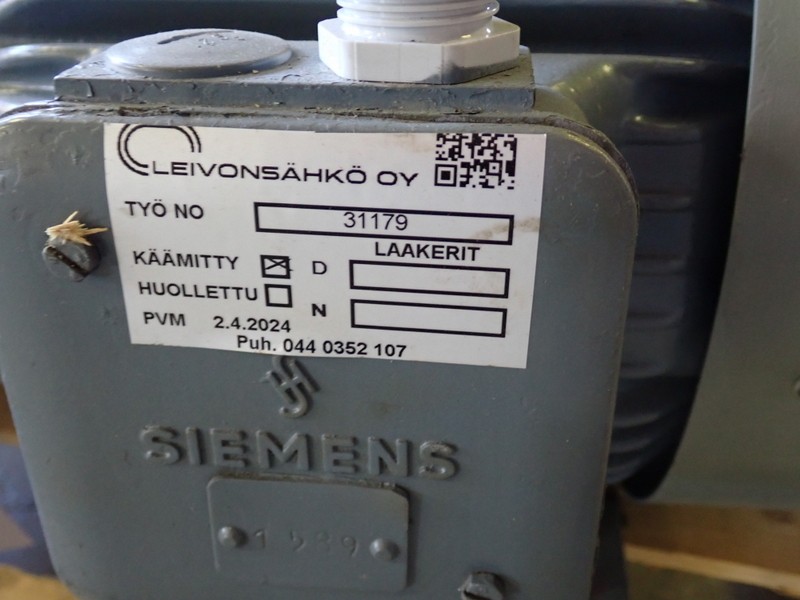 LEIVONSÄHKÖ OY
TYÖ NO 31179
LAAKERIT
KÄÄMITTY D
HUOLLETTU N
PVM 2.4.2024
Puh. 044 0352 107
SIEMENS